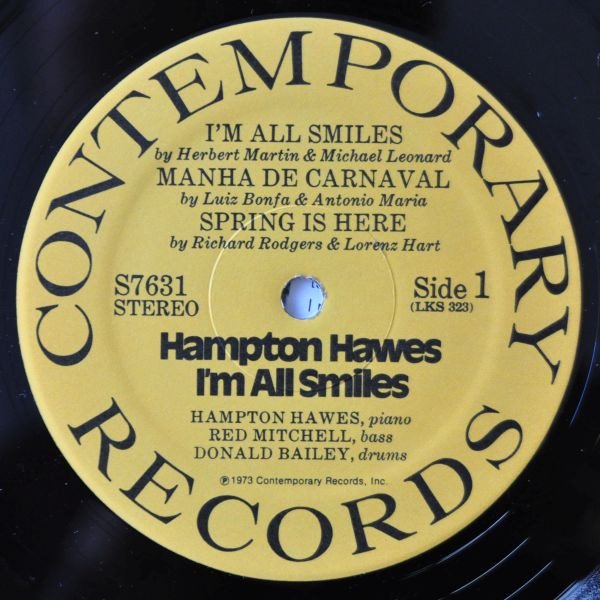 CONTEMPORARY
I'M ALL SMILES
by Herbert Martin & Michael Leonard
MANHA DE CARNAVAL
by Luiz Bonfa & Antonio Maria
SPRING IS HERE
by Richard Rodgers & Lorenz Hart
S7631
STEREO
Side 1
(LKS 323)
Hampton Hawes
I'm All Smiles
HAMPTON HAWES, piano
RED MITCHELL, bass
DONALD BAILEY, drums
℗ 1973 Contemporary Records, Inc.
RECORDS